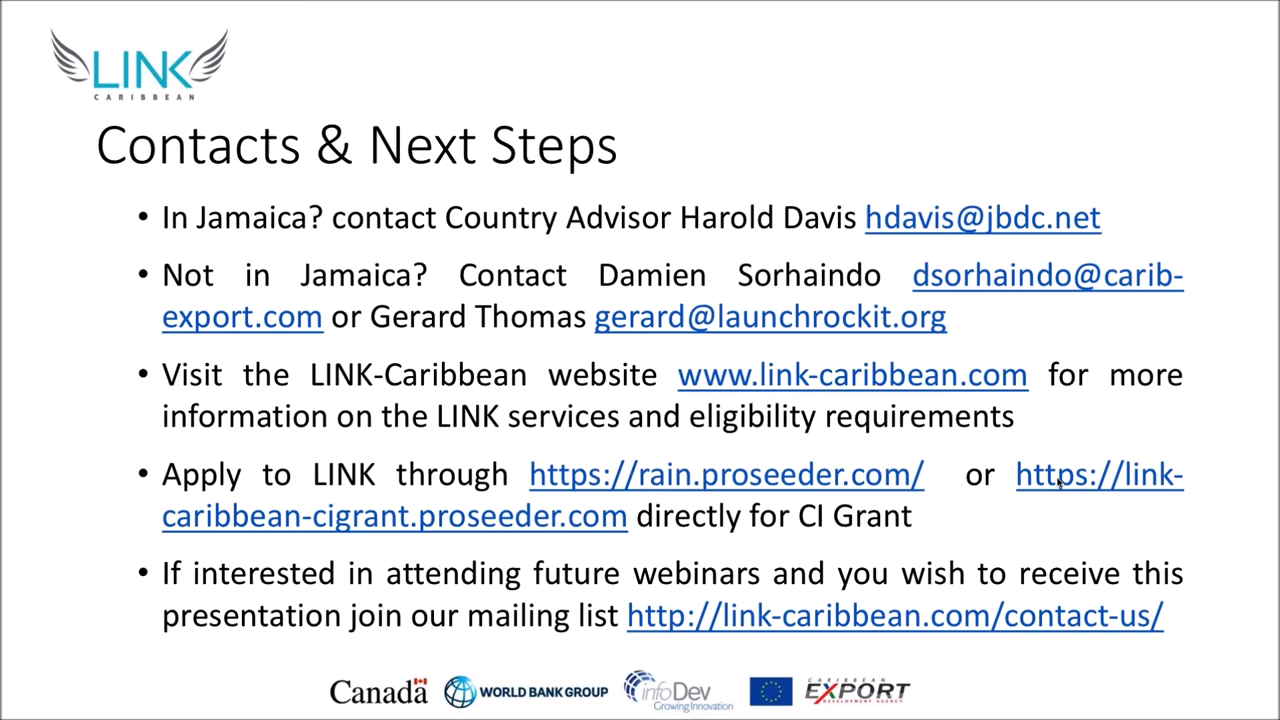 LINK
CARIBBEAN
Contacts & Next Steps
• In Jamaica? contact Country Advisor Harold Davis hdavis@jbdc.net
• Not in Jamaica? Contact Damien Sorhaindo dsorhaindo@carib-
export.com or Gerard Thomas gerard@launchrockit.org
• Visit the LINK-Caribbean website www.link-caribbean.com for more
information on the LINK services and eligibility requirements
• Apply to LINK through https://rain.proseeder.com/ or https://link-
caribbean-cigrant.proseeder.com directly for CI Grant
• If interested in attending future webinars and you wish to receive this
presentation join our mailing list http://link-caribbean.com/contact-us/
Canada WORLD BANK GROUP infoDev Growing Innovation CARIBBEAN EXPORT DEVELOPMENT AGENCY